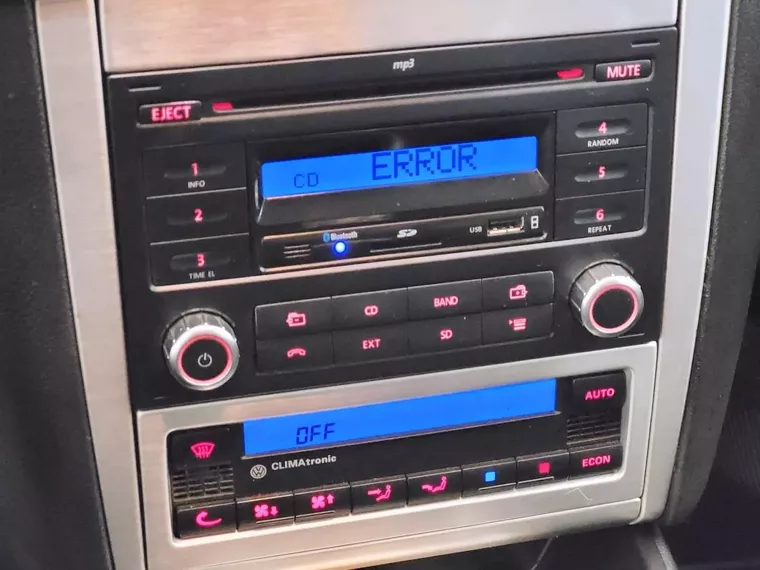 mp3
EJECT
MUTE
1
INFO
2
3
TIME EL
CD ERROR
Bluetooth
SD
USB
4
RANDOM
5
6
REPEAT
CD
BAND
EXT
SD
OFF
AUTO
CLIMAtronic
ECON